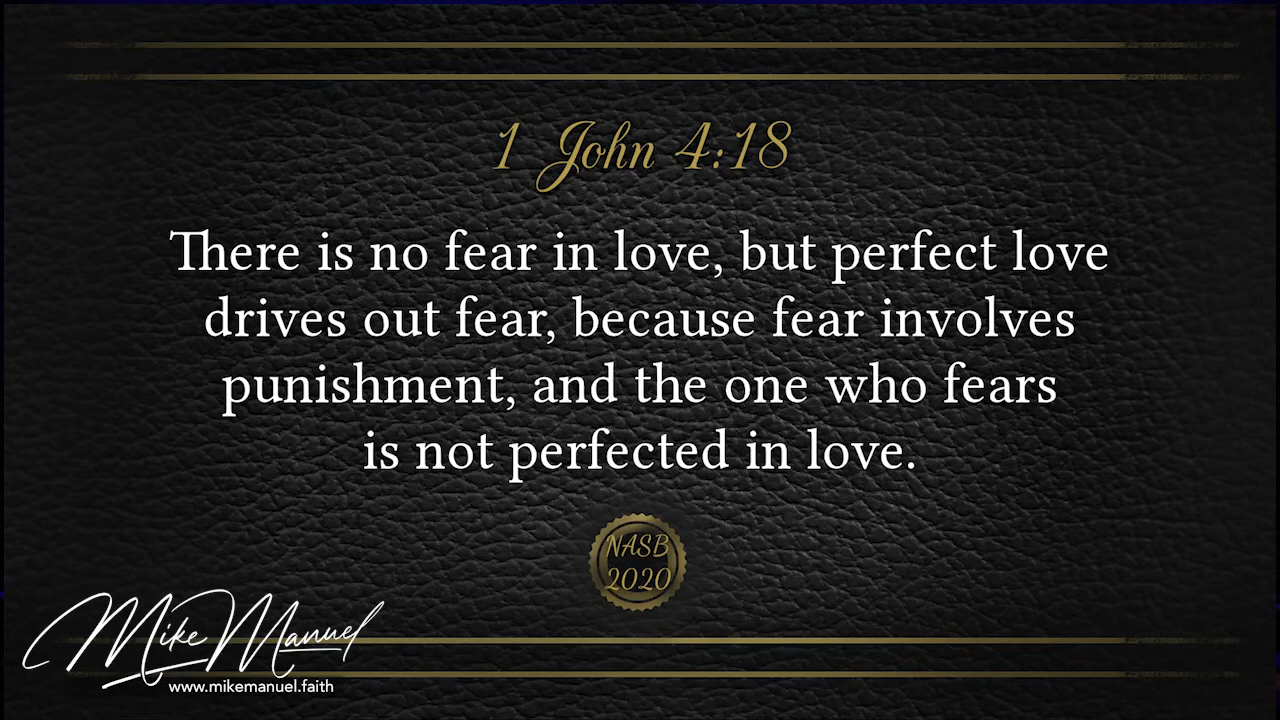 1 John 4:18
There is no fear in love, but perfect love
drives out fear, because fear involves
punishment, and the one who fears
is not perfected in love.
NASB
2020
Mike Manuel
www.mikemanuel.faith